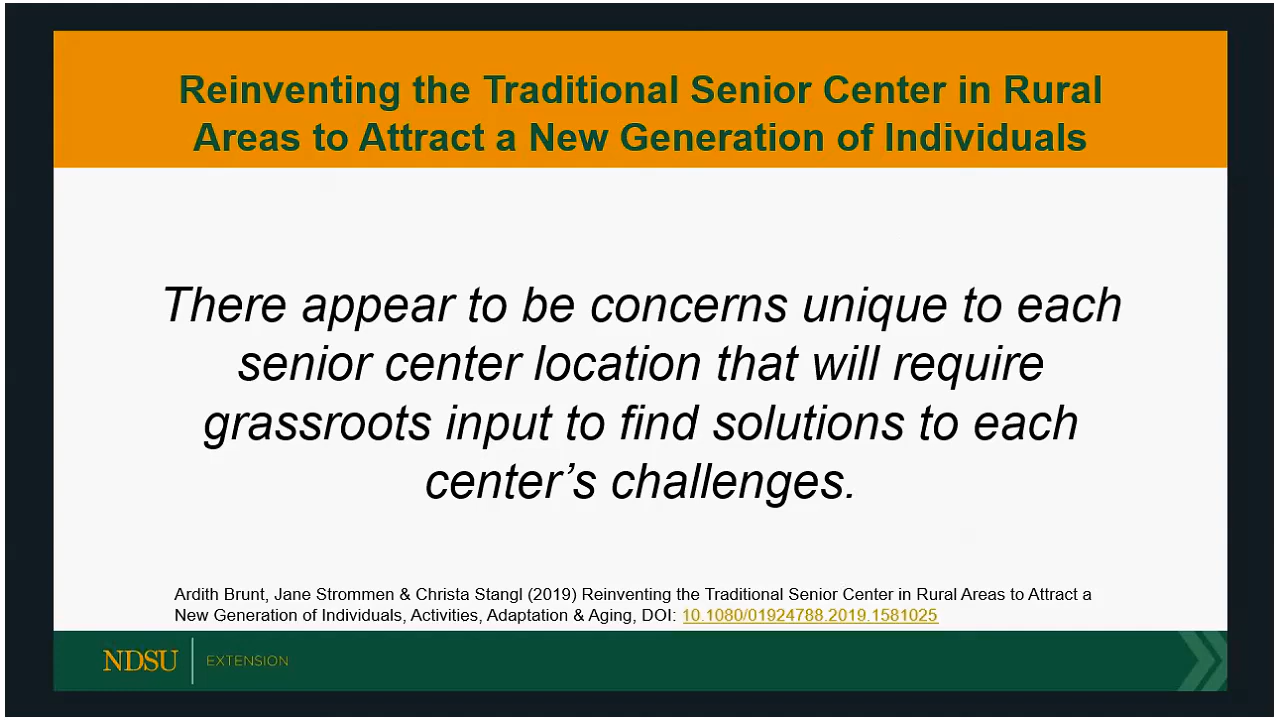 Reinventing the Traditional Senior Center in Rural
Areas to Attract a New Generation of Individuals
There appear to be concerns unique to each
senior center location that will require
grassroots input to find solutions to each
center’s challenges.
Ardith Brunt, Jane Strommen & Christa Stangl (2019) Reinventing the Traditional Senior Center in Rural Areas to Attract a
New Generation of Individuals, Activities, Adaptation & Aging, DOI: 10.1080/01924788.2019.1581025
NDSU EXTENSION